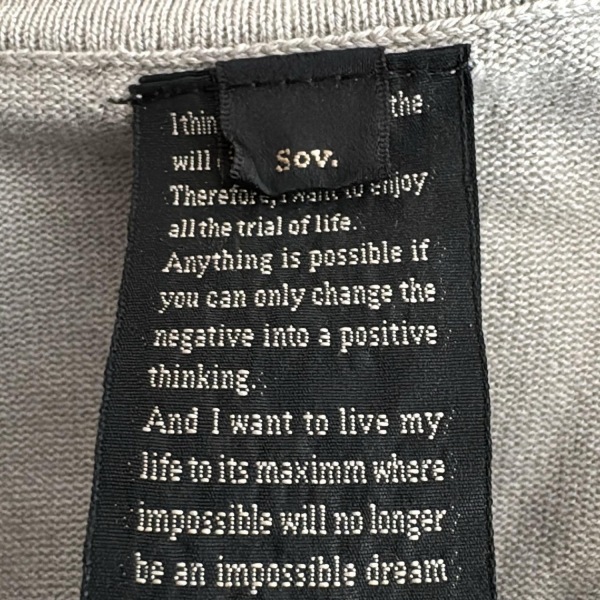 the
will
Sov.
enjoy
all the trial of life.
Anything is possible if
you can only change the
negative into a positive
thinking.
And I want to live my
life to its maximm where
impossible will no longer
be an impossible dream